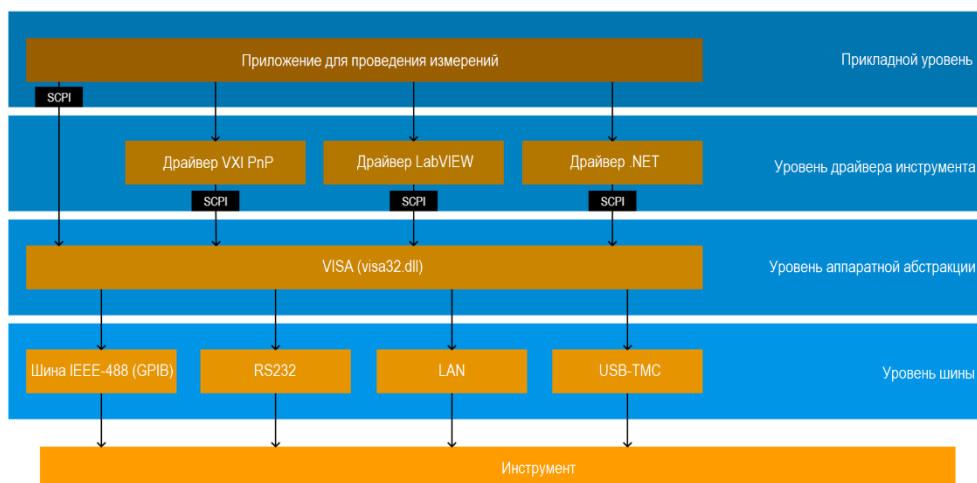 Приложение для проведения измерений
Прикладной уровень
SCPI
Драйвер VXI PnP
Драйвер LabVIEW
Драйвер .NET
Уровень драйвера инструмента
SCPI
SCPI
SCPI
VISA (visa32.dll)
Уровень аппаратной абстракции
Шина IEEE-488 (GPIB)
RS232
LAN
USB-TMC
Уровень шины
Инструмент